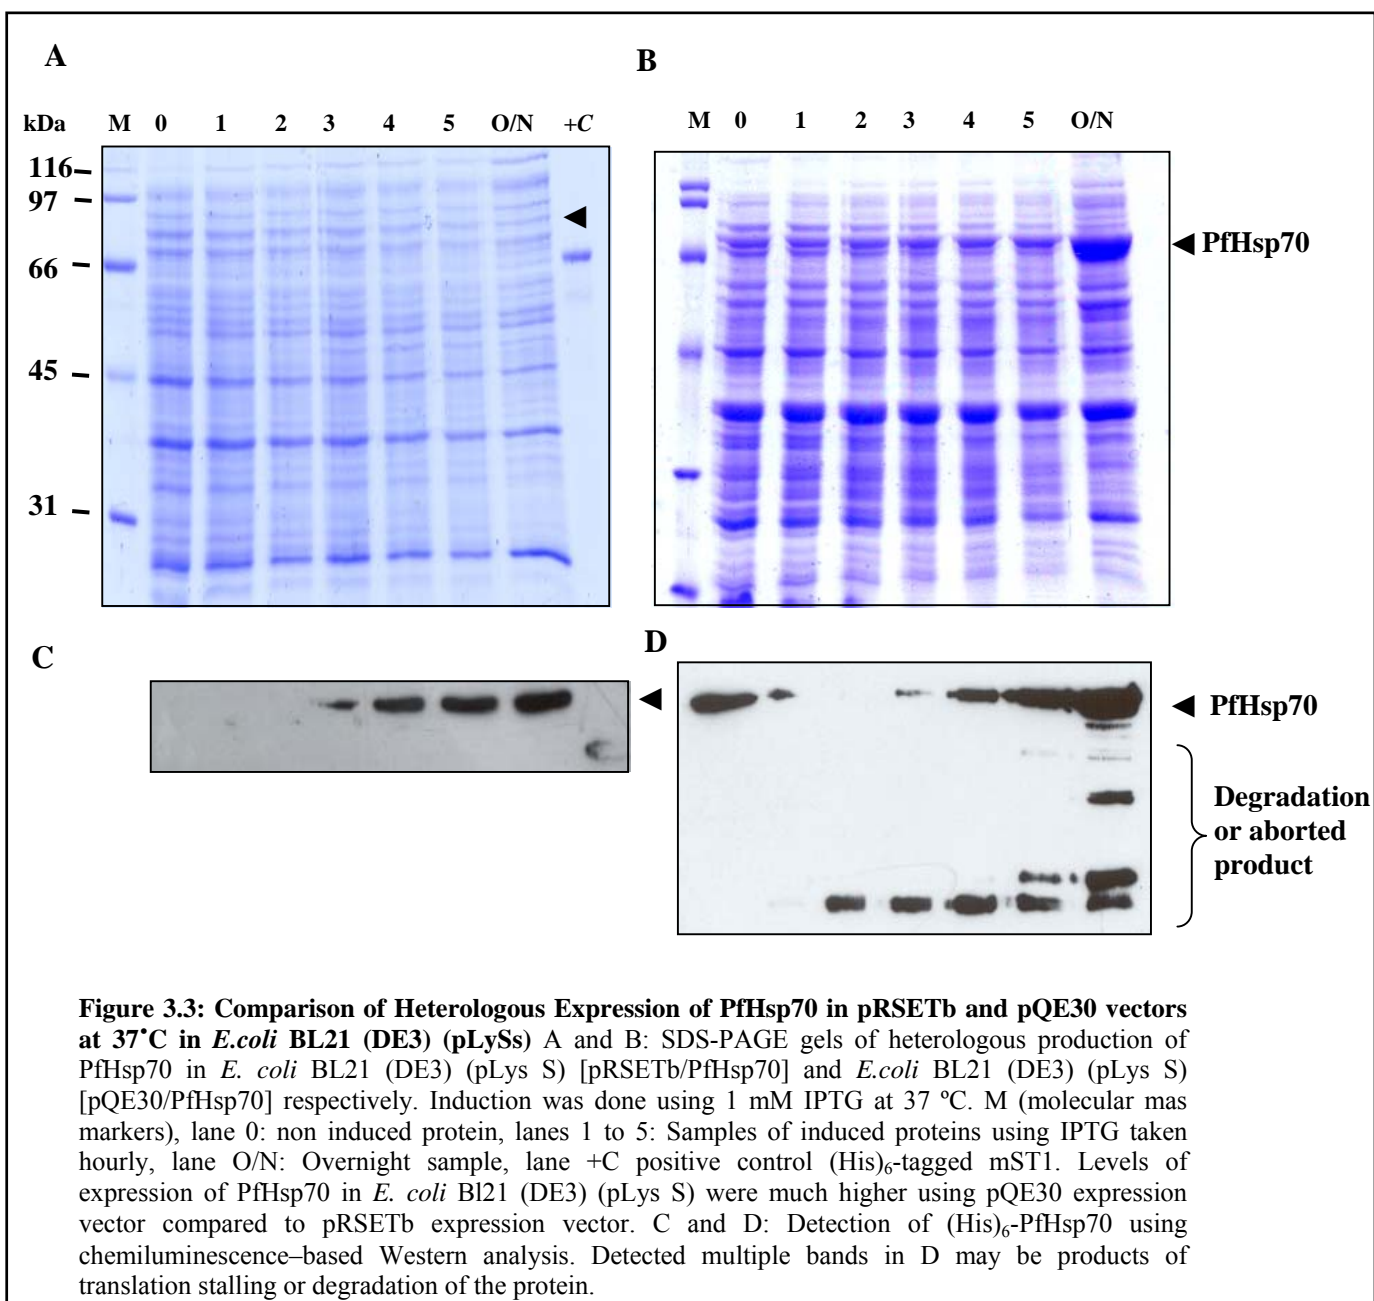 A
B
kDa M 0 1 2 3 4 5 O/N +C
M 0 1 2 3 4 5 O/N
116
97
66
45
31
PfHsp70
C
D
PfHsp70
Degradation
or aborted
product
Figure 3.3: Comparison of Heterologous Expression of PfHsp70 in pRSETb and pQE30 vectors
at 37˚C in E.coli BL21 (DE3) (pLySs) A and B: SDS-PAGE gels of heterologous production of
PfHsp70 in E. coli BL21 (DE3) (pLys S) [pRSETb/PfHsp70] and E.coli BL21 (DE3) (pLys S)
[pQE30/PfHsp70] respectively. Induction was done using 1 mM IPTG at 37 ºC. M (molecular mas
markers), lane 0: non induced protein, lanes 1 to 5: Samples of induced proteins using IPTG taken
hourly, lane O/N: Overnight sample, lane +C positive control (His)₆-tagged mST1. Levels of
expression of PfHsp70 in E. coli Bl21 (DE3) (pLys S) were much higher using pQE30 expression
vector compared to pRSETb expression vector. C and D: Detection of (His)₆-PfHsp70 using
chemiluminescence–based Western analysis. Detected multiple bands in D may be products of
translation stalling or degradation of the protein.